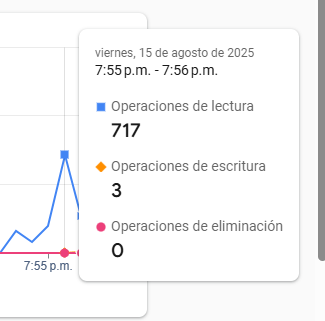 viernes, 15 de agosto de 2025
7:55 p.m. - 7:56 p.m.
Operaciones de lectura
717
Operaciones de escritura
3
Operaciones de eliminación
0
7:55 p.m.